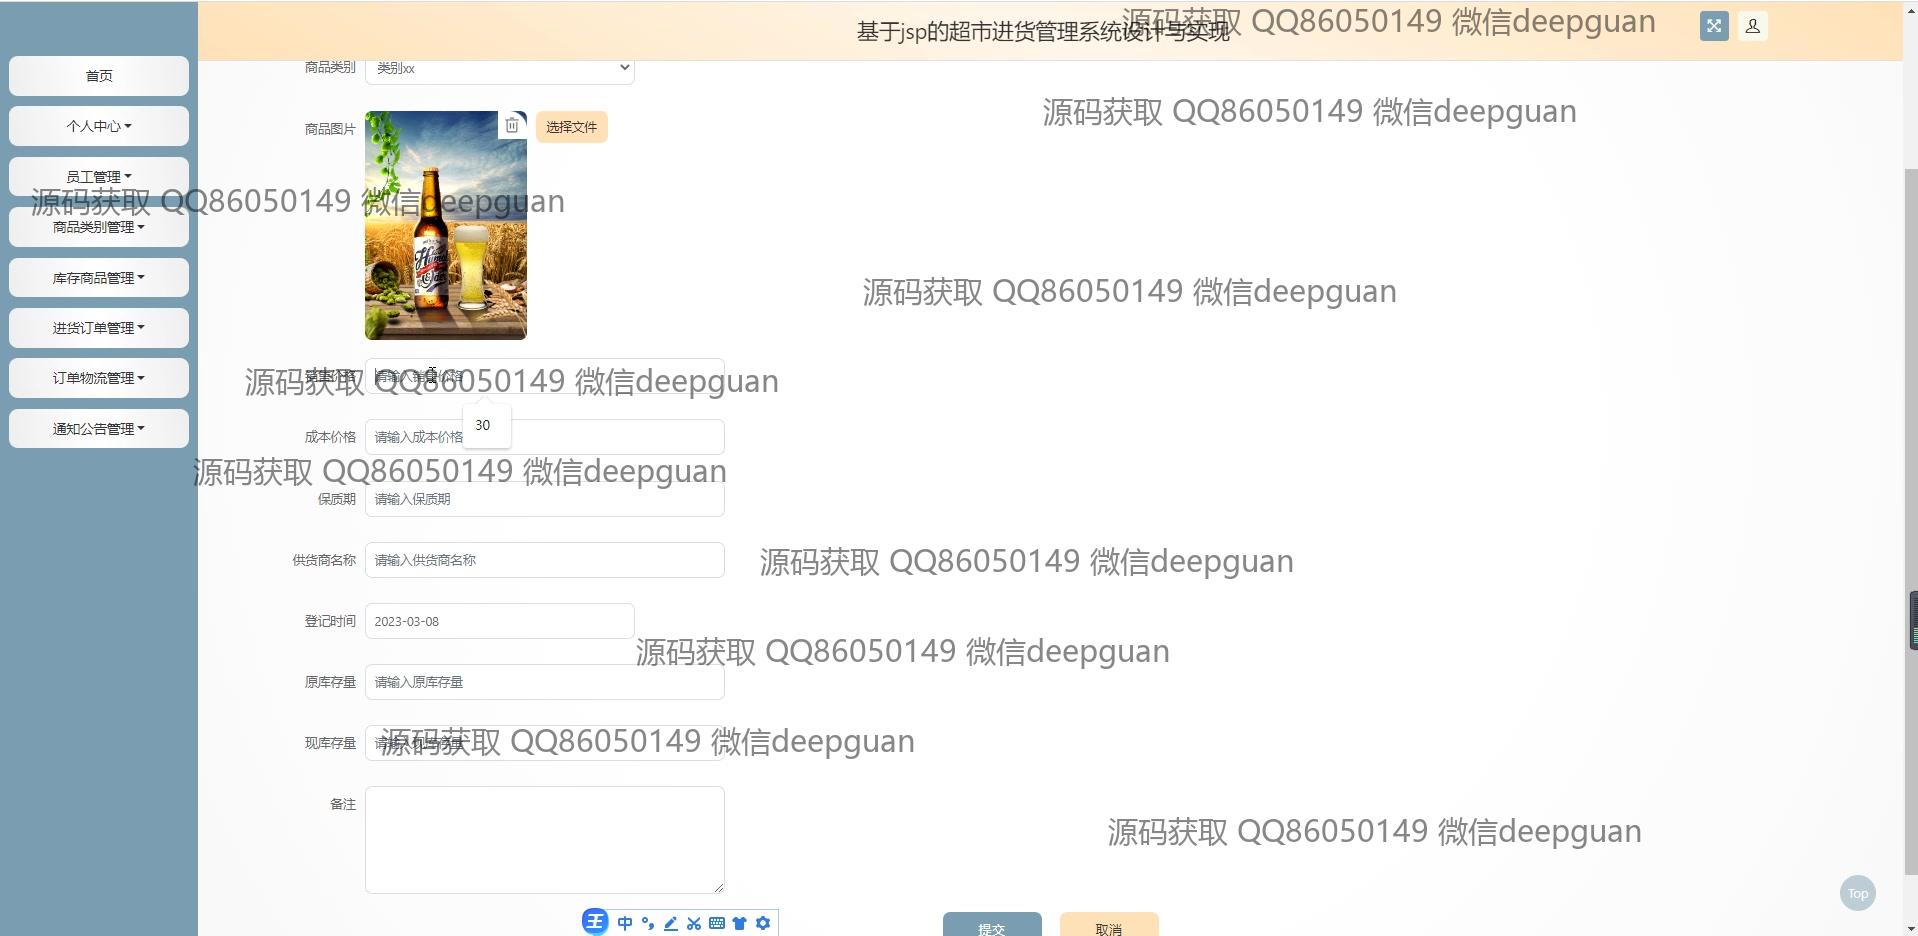 基于jsp的超市进货管理系统设计与实现
源码获取 QQ86050149 微信deepguan
首页
个人中心
员工管理
商品类别管理
库存商品管理
进货订单管理
订单物流管理
通知公告管理
商品类别
类别xx
源码获取 QQ86050149 微信deepguan
商品图片
选择文件
源码获取 QQ86050149 微信deepguan
源码获取 QQ86050149 微信deepguan
请输入销售价格
源码获取 QQ86050149 微信deepguan
30
成本价格
请输入成本价格
源码获取 QQ86050149 微信deepguan
保质期
请输入保质期
供货商名称
请输入供货商名称
源码获取 QQ86050149 微信deepguan
登记时间
2023-03-08
源码获取 QQ86050149 微信deepguan
原库存量
请输入原库存量
现库存量
请输入现库存量
源码获取 QQ86050149 微信deepguan
备注
源码获取 QQ86050149 微信deepguan
Top
王 中
提交
取消